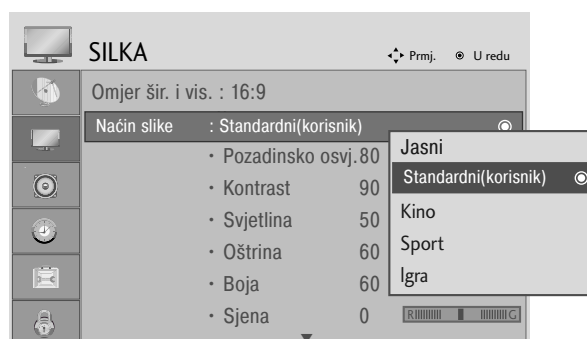 SILKA
Prmj. U redu
Omjer šir. i vis. : 16:9
Naćin slike : Standardni(korisnik)
• Pozadinsko osvj. 80
• Kontrast 90
• Svjetlina 50
• Oštrina 60
• Boja 60
• Sjena 0
R G
Jasni
Standardni(korisnik)
Kino
Sport
Igra